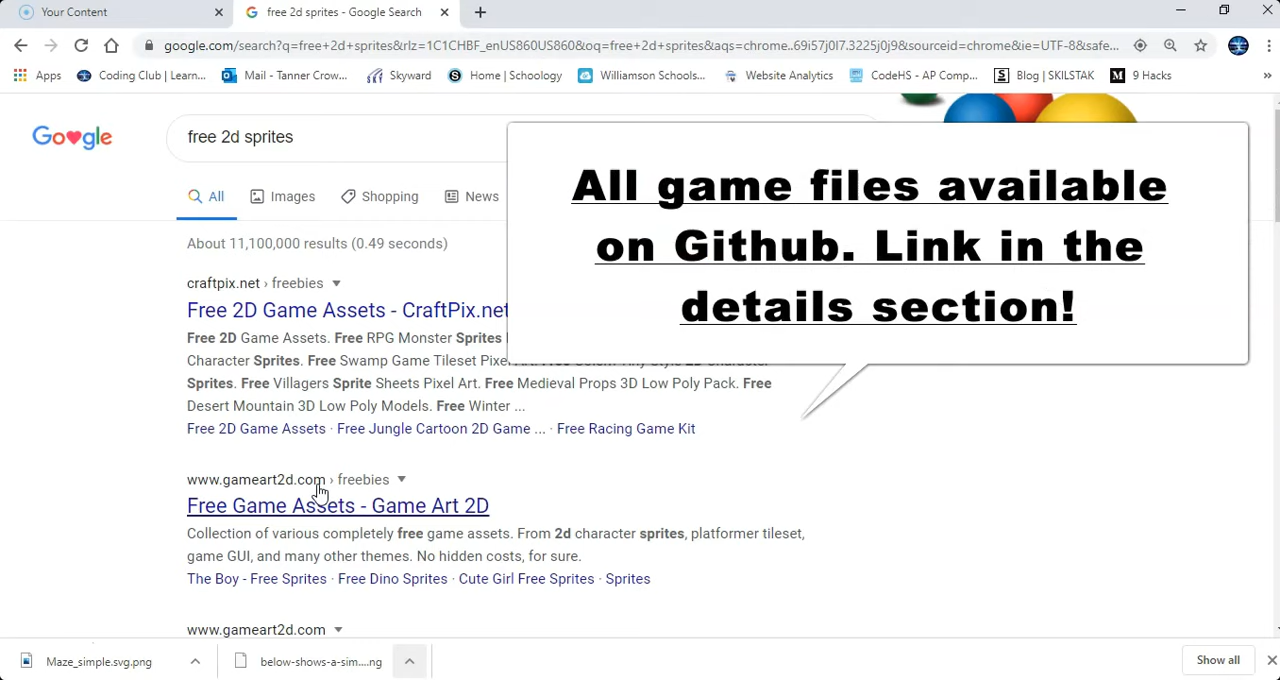 Your Content
free 2d sprites - Google Search
google.com/search?q=free+2d+sprites&rlz=1C1CHBF_enUS860US860&oq=free+2d+sprites&aqs=chrome..69i57j0l7.3225j0j9&sourceid=chrome&ie=UTF-8&safe...
Apps
Coding Club | Learn...
Mail - Tanner Crow...
Skyward
Home | Schoology
Williamson Schools...
Website Analytics
CodeHS - AP Comp...
Blog | SKILSTAK
9 Hacks
Google
free 2d sprites
All
Images
Shopping
News
All game files available
on Github. Link in the
details section!
About 11,100,000 results (0.49 seconds)
craftpix.net › freebies
Free 2D Game Assets - CraftPix.net
Free 2D Game Assets. Free RPG Monster Sprites
Character Sprites. Free Swamp Game Tileset Pixel
Sprites. Free Villagers Sprite Sheets Pixel Art. Free Medieval Props 3D Low Poly Pack. Free
Desert Mountain 3D Low Poly Models. Free Winter ...
Free 2D Game Assets · Free Jungle Cartoon 2D Game ... · Free Racing Game Kit
www.gameart2d.com › freebies
Free Game Assets - Game Art 2D
Collection of various completely free game assets. From 2d character sprites, platformer tileset,
game GUI, and many other themes. No hidden costs, for sure.
The Boy - Free Sprites · Free Dino Sprites · Cute Girl Free Sprites · Sprites
www.gameart2d.com
Maze_simple.svg.png
below-shows-a-sim....ng
Show all